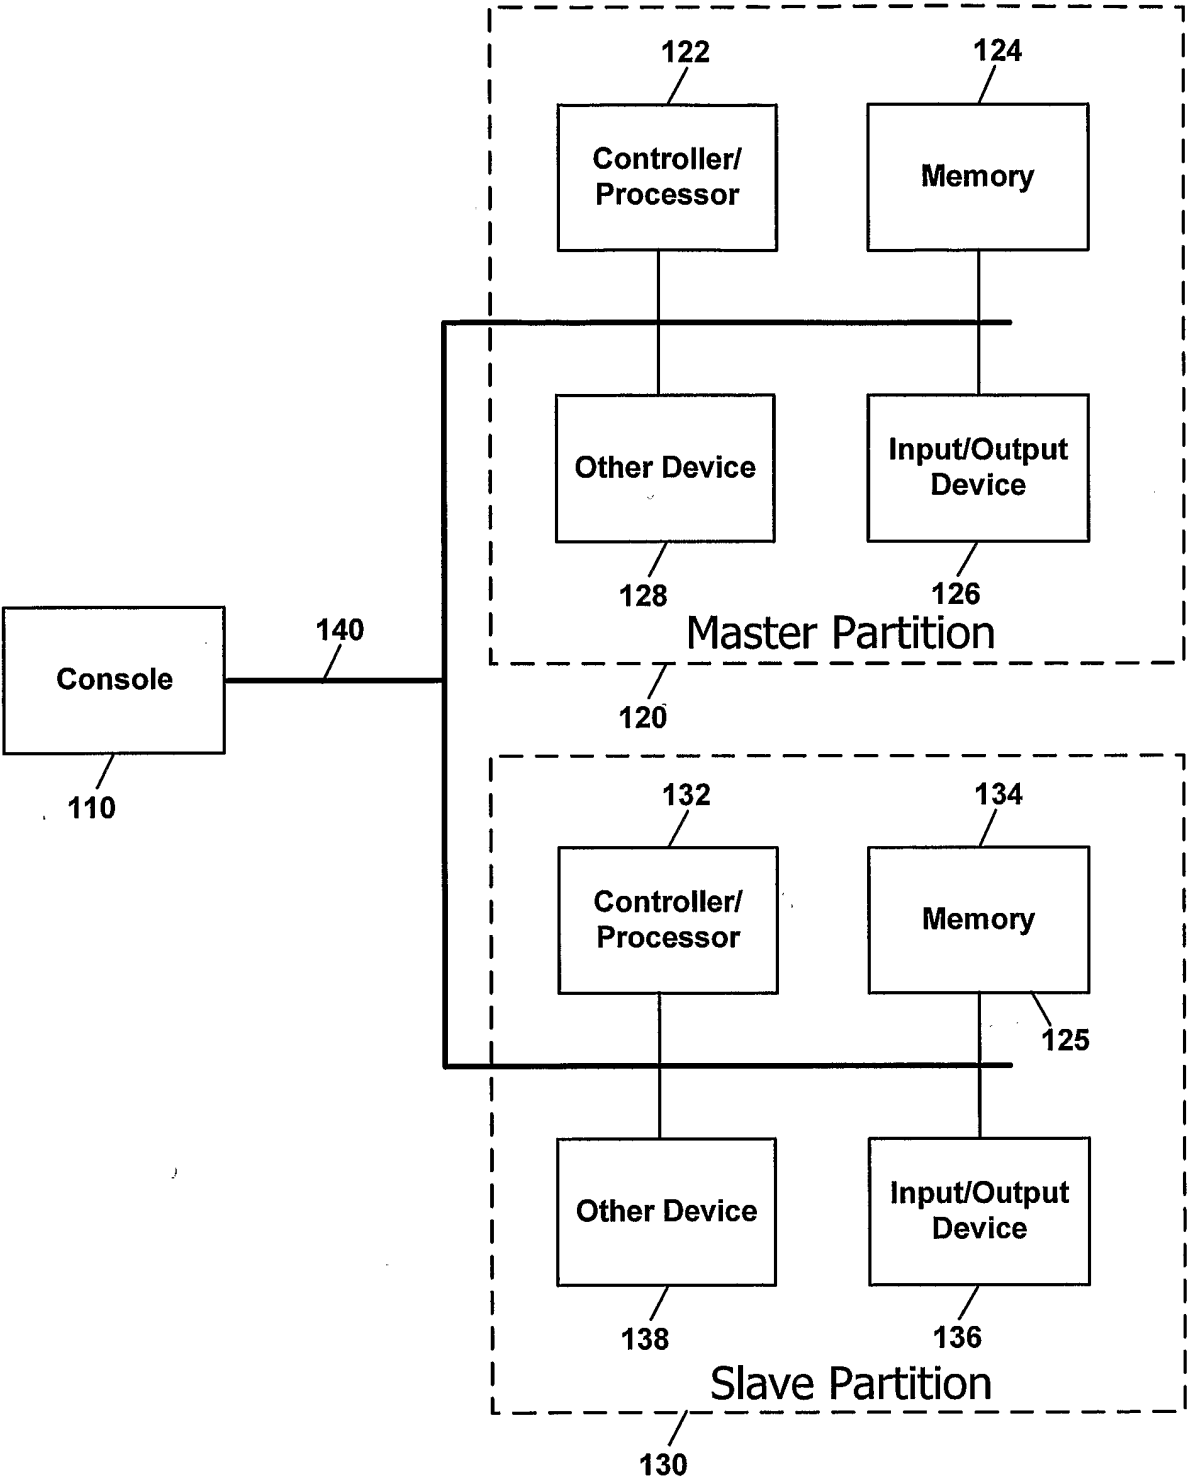 122
124
Controller/
Processor
Memory
Other Device
Input/Output
Device
128
126
Master Partition
120
140
Console
110
132
134
Controller/
Processor
Memory
125
Other Device
Input/Output
Device
138
136
Slave Partition
130